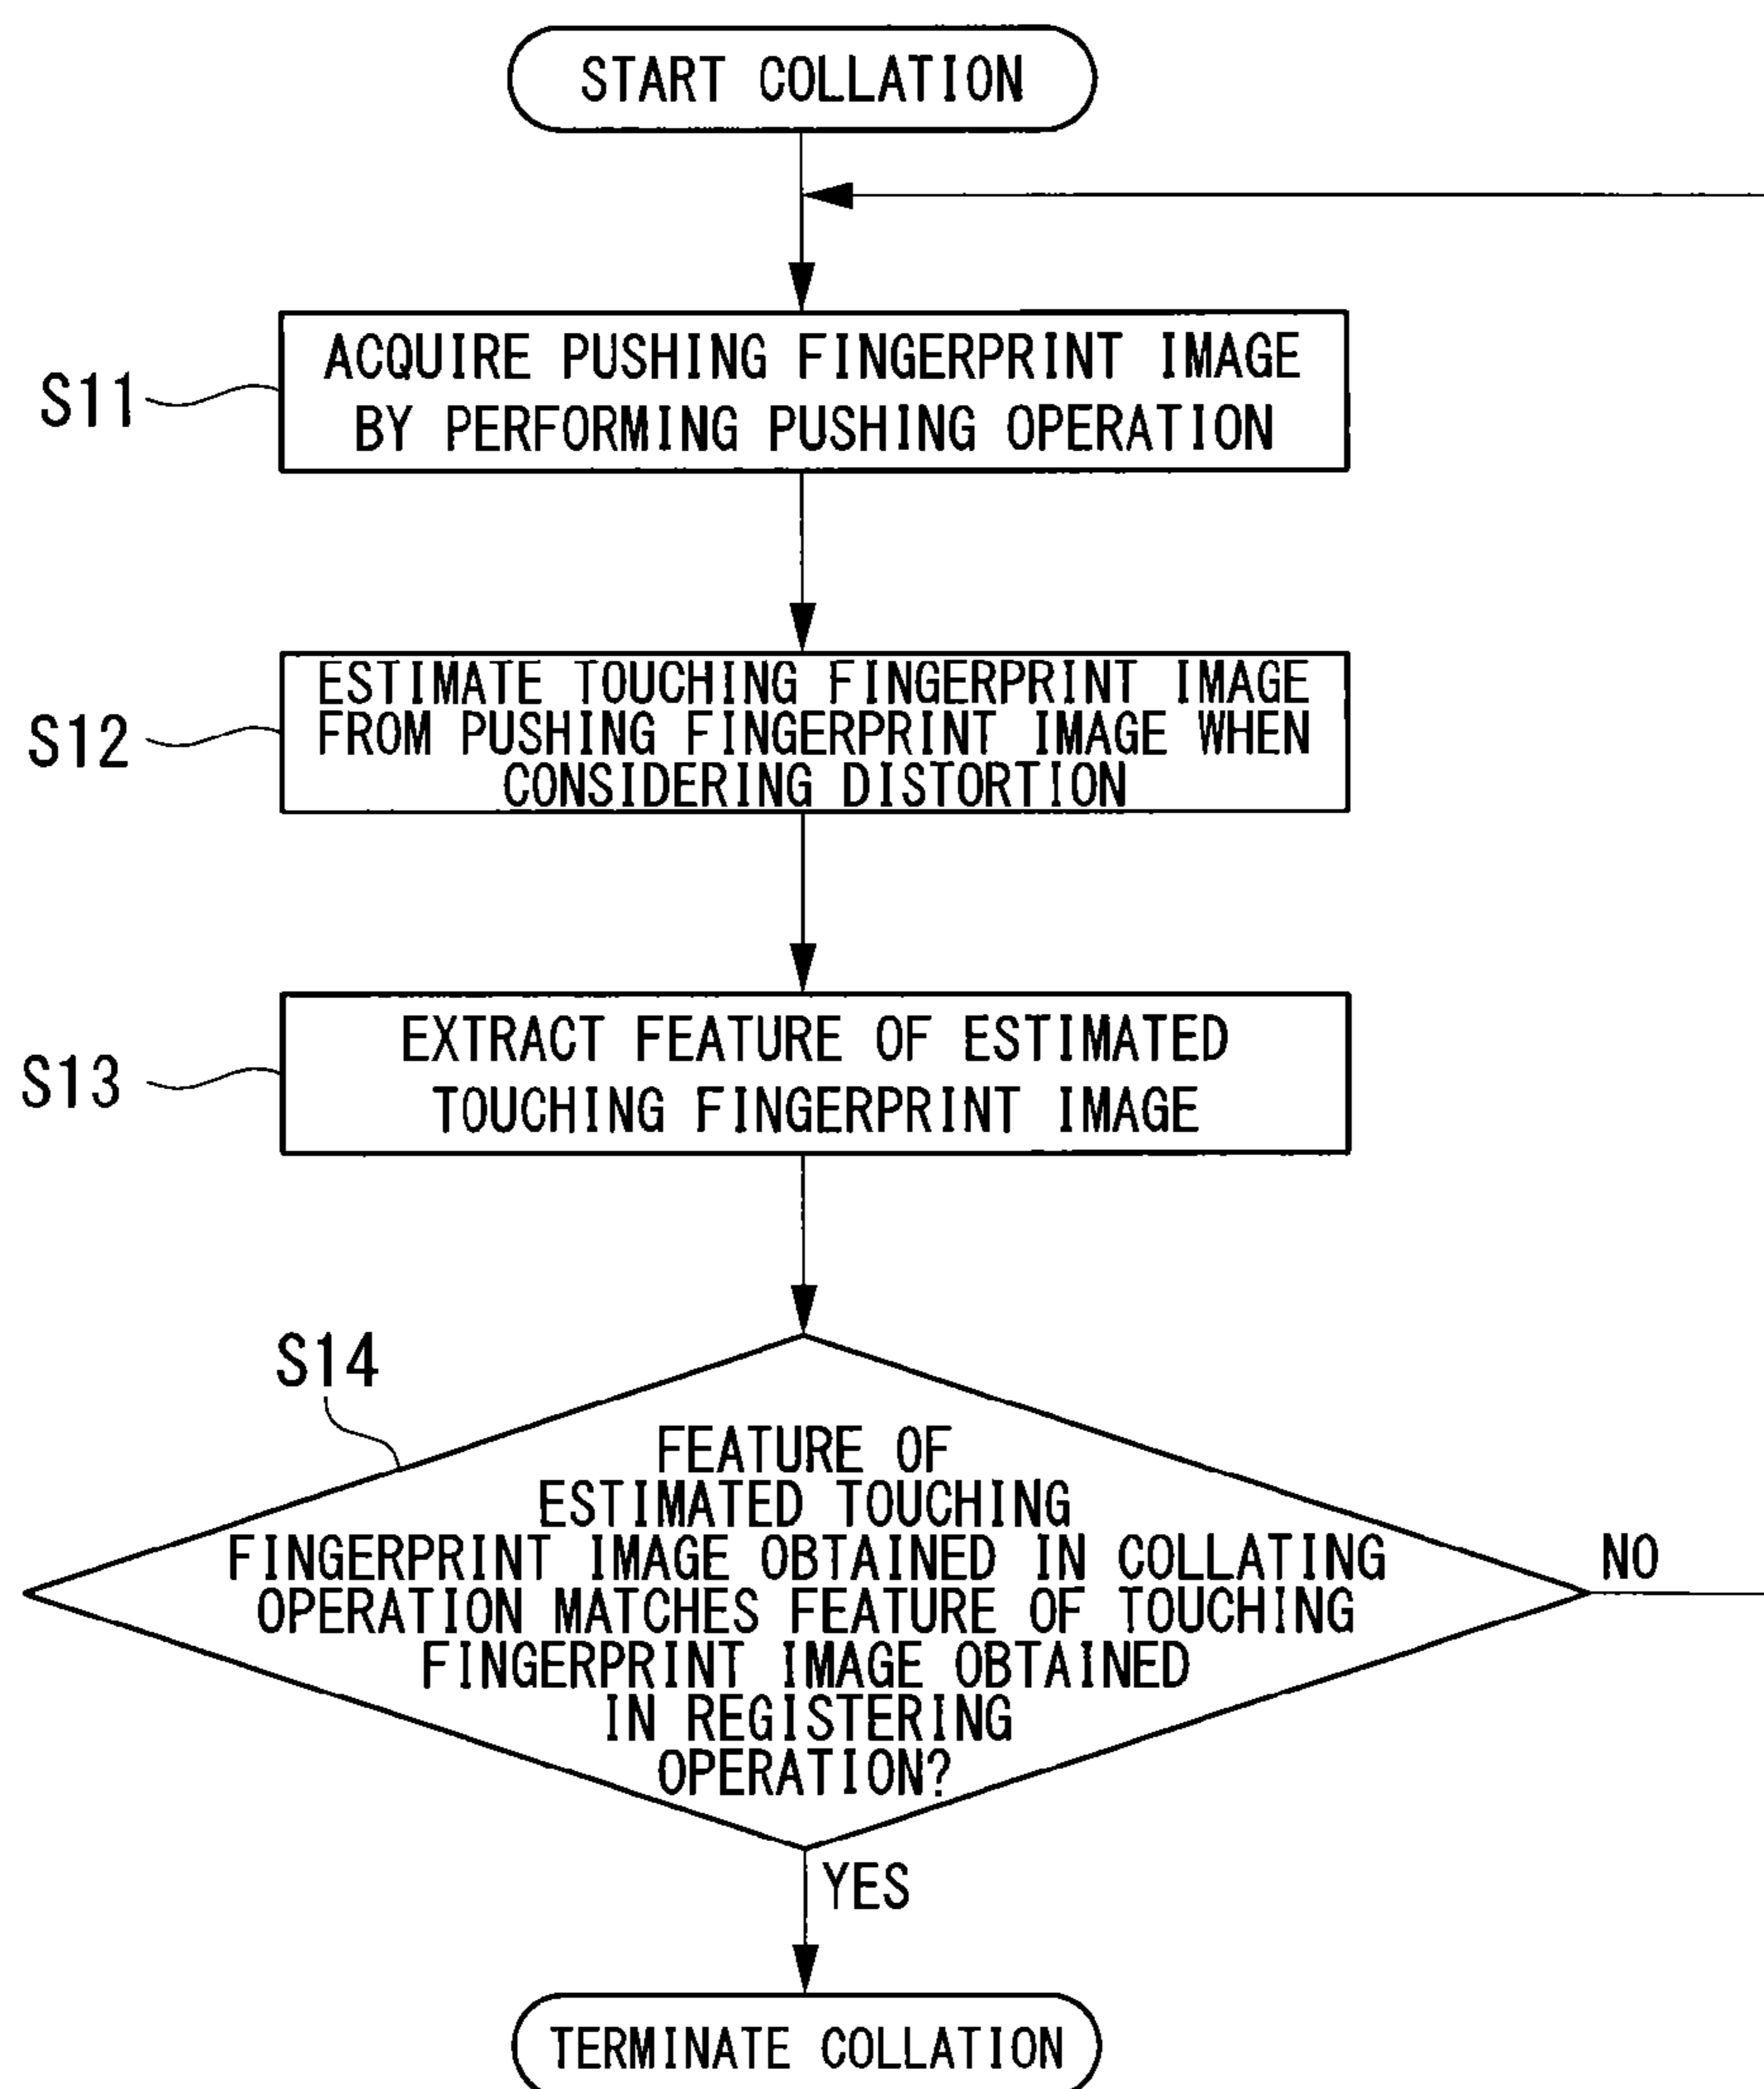 START COLLATION
S11
ACQUIRE PUSHING FINGERPRINT IMAGE
BY PERFORMING PUSHING OPERATION
S12
ESTIMATE TOUCHING FINGERPRINT IMAGE
FROM PUSHING FINGERPRINT IMAGE WHEN
CONSIDERING DISTORTION
S13
EXTRACT FEATURE OF ESTIMATED
TOUCHING FINGERPRINT IMAGE
S14
FEATURE OF
ESTIMATED TOUCHING
FINGERPRINT IMAGE OBTAINED IN COLLATING
OPERATION MATCHES FEATURE OF TOUCHING
FINGERPRINT IMAGE OBTAINED
IN REGISTERING
OPERATION?
NO
YES
TERMINATE COLLATION